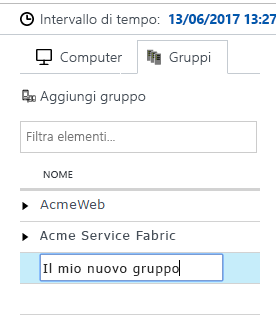 Intervallo di tempo: 13/06/2017 13:27
Computer Gruppi
Aggiungi gruppo
Filtra elementi...
NOME
AcmeWeb
Acme Service Fabric
Il mio nuovo gruppo